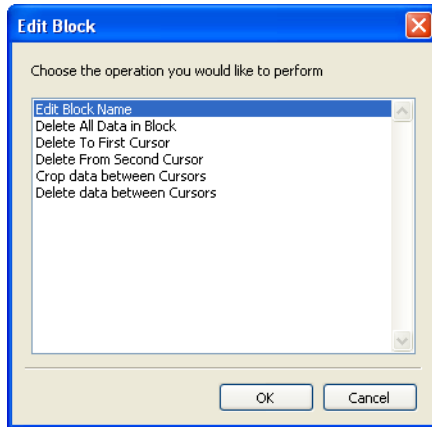 Edit Block
Choose the operation you would like to perform
Edit Block Name
Delete All Data in Block
Delete To First Cursor
Delete From Second Cursor
Crop data between Cursors
Delete data between Cursors
OK
Cancel